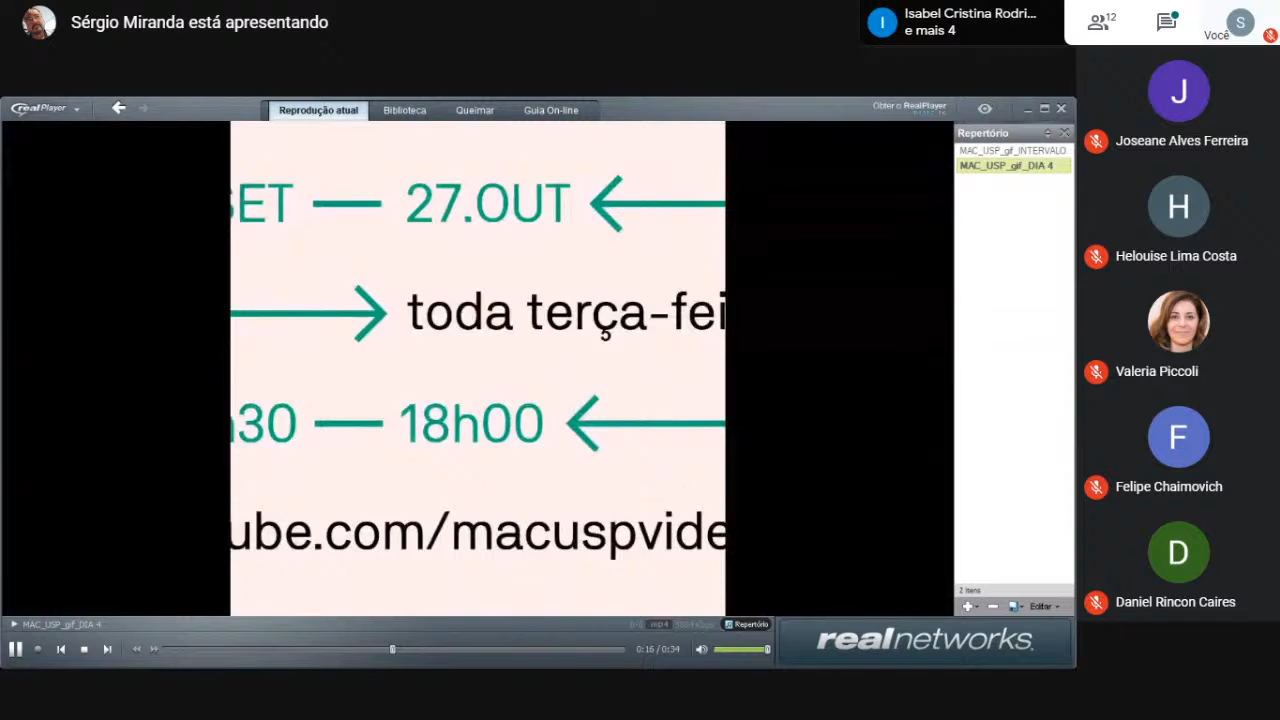 Sérgio Miranda está apresentando
Isabel Cristina Rodri...
e mais 4
12
Você
realPlayer
Reprodução atual
Biblioteca
Queimar
Guia On-line
Obter o RealPlayer
Repertório
MAC_USP_gf_INTERVALO
MAC_USP_gif_DIA 4
SET — 27.OUT
toda terça-fei
h30 — 18h00
ube.com/macuspvide
J
Joseane Alves Ferreira
H
Helouise Lima Costa
Valeria Piccoli
F
Felipe Chaimovich
D
Daniel Rincon Caires
I
S
2 itens
Editar
MAC_USP_gif_DIA 4
mp4
Repertório
0:16 / 0:34
realnetworks.